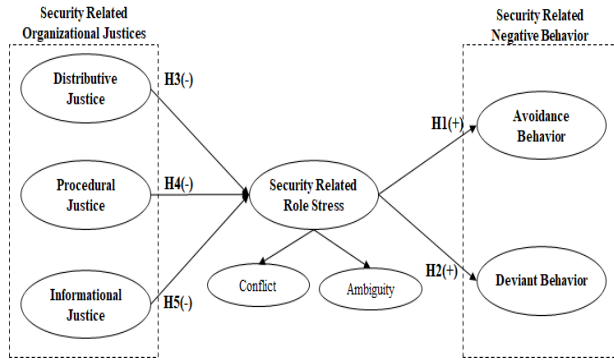 Security Related
Organizational Justices
Distributive
Justice
H3(-)
Procedural
Justice
H4(-)
Informational
Justice
H5(-)
Security Related
Role Stress
Conflict
Ambiguity
Security Related
Negative Behavior
H1(+)
Avoidance
Behavior
H2(+)
Deviant Behavior